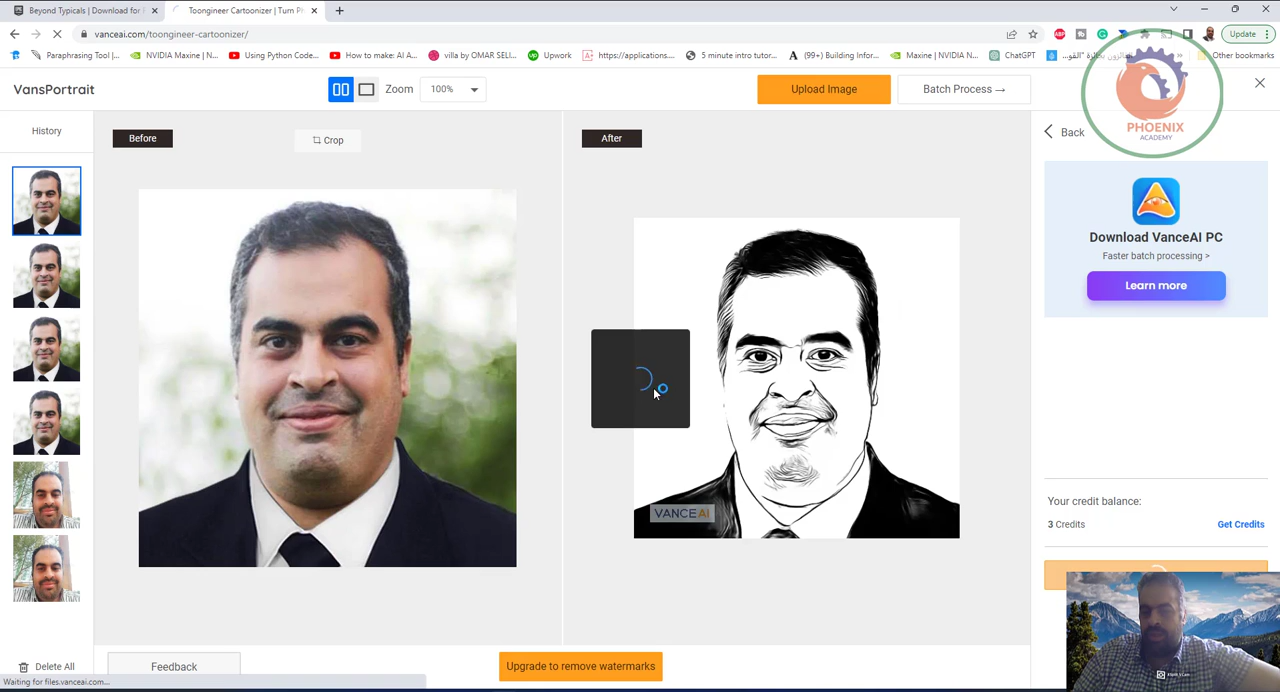 Beyond Typicals | Download for F
Toongineer Cartoonizer | Turn Ph
vanceai.com/toongineer-cartoonizer/
Update
Paraphrasing Tool |...
NVIDIA Maxine | N...
Using Python Code...
How to make: AI A...
villa by OMAR SELI...
Upwork
https://applications....
5 minute intro tutor...
(99+) Building Infor...
Maxine | NVIDIA N...
ChatGPT
Other bookmarks
VansPortrait
Zoom
100%
Upload Image
Batch Process →
PHOENIX
ACADEMY
History
Before
Crop
After
Back
Download VanceAI PC
Faster batch processing >
Learn more
VANCEAI
Your credit balance:
3 Credits
Get Credits
Delete All
Feedback
Upgrade to remove watermarks
Waiting for files.vanceai.com...